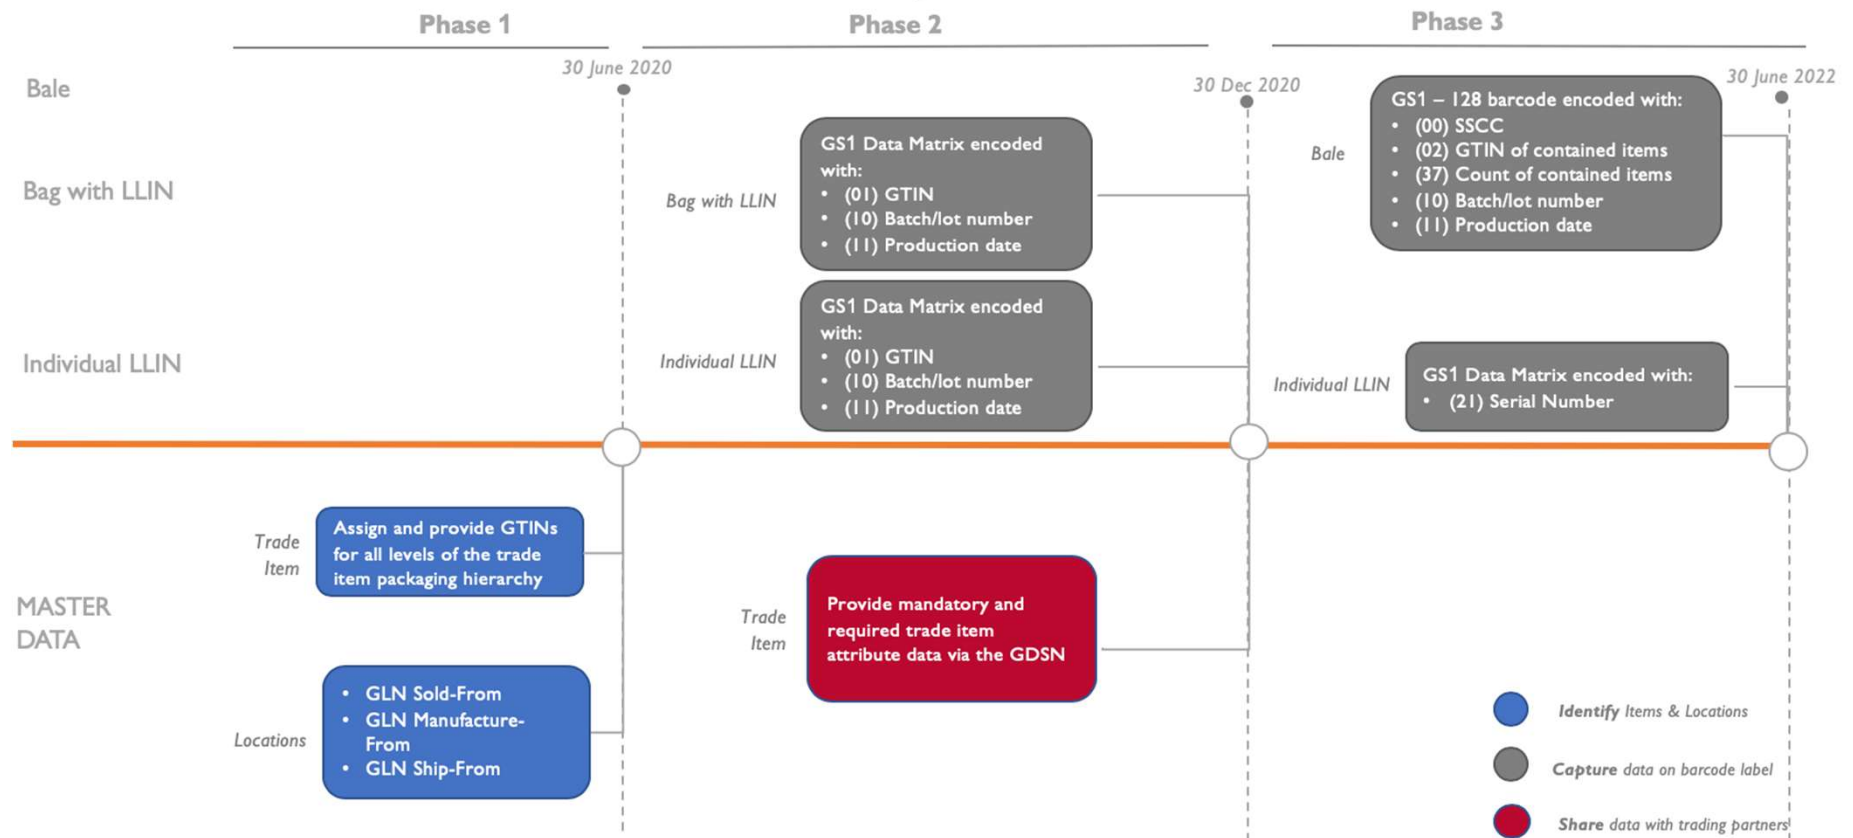 Phase 1
Phase 2
Phase 3
30 June 2020
30 Dec 2020
30 June 2022
Bale
Bag with LLIN
Individual LLIN
MASTER
DATA
Bag with LLIN
GS1 Data Matrix encoded
with:
• (01) GTIN
• (10) Batch/lot number
• (11) Production date
Individual LLIN
GS1 Data Matrix encoded
with:
• (01) GTIN
• (10) Batch/lot number
• (11) Production date
Bale
GS1 – 128 barcode encoded with:
• (00) SSCC
• (02) GTIN of contained items
• (37) Count of contained items
• (10) Batch/lot number
• (11) Production date
Individual LLIN
GS1 Data Matrix encoded with:
• (21) Serial Number
Trade
Item
Assign and provide GTINs
for all levels of the trade
item packaging hierarchy
Locations
• GLN Sold-From
• GLN Manufacture-
From
• GLN Ship-From
Trade
Item
Provide mandatory and
required trade item
attribute data via the GDSN
Identify Items & Locations
Capture data on barcode label
Share data with trading partners